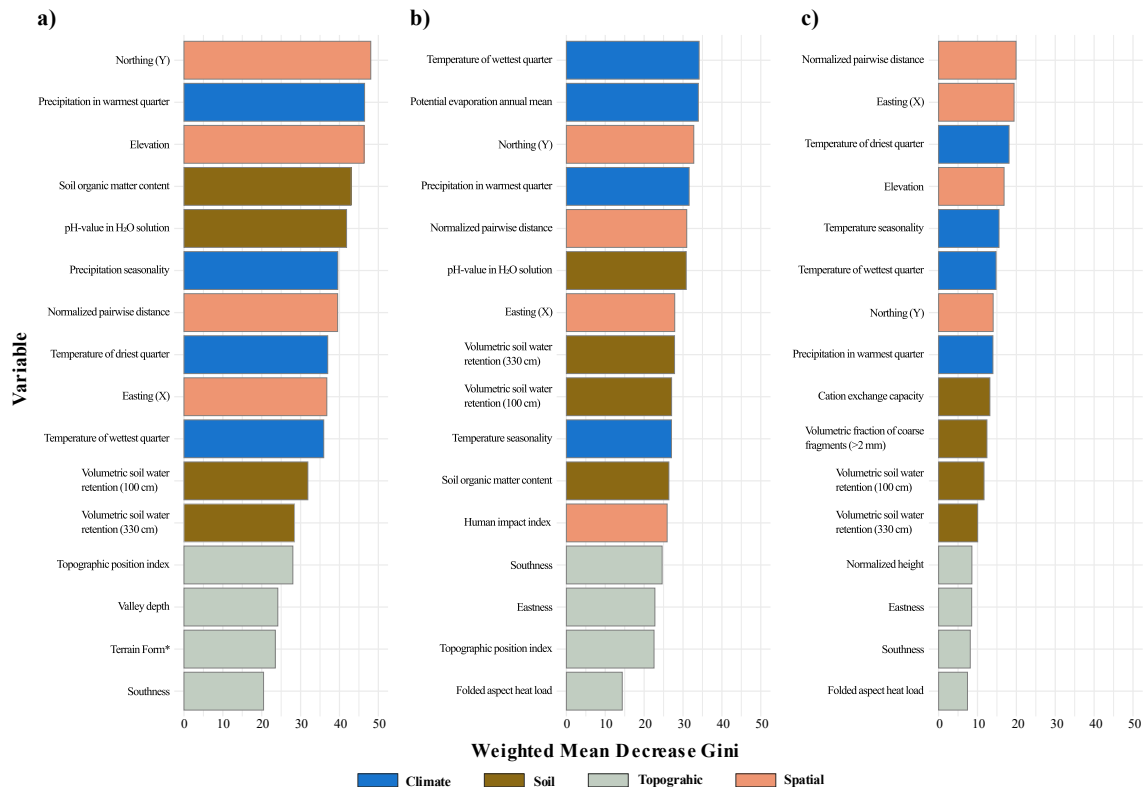 a)
Northing (Y)
Precipitation in warmest quarter
Elevation
Soil organic matter content
pH-value in H₂O solution
Precipitation seasonality
Normalized pairwise distance
Temperature of driest quarter
Easting (X)
Temperature of wettest quarter
Volumetric soil water
retention (100 cm)
Volumetric soil water
retention (330 cm)
Topographic position index
Valley depth
Terrain Form*
Southness
0 10 20 30 40 50
b)
Temperature of wettest quarter
Potential evaporation annual mean
Northing (Y)
Precipitation in warmest quarter
Normalized pairwise distance
pH-value in H₂O solution
Easting (X)
Volumetric soil water
retention (330 cm)
Volumetric soil water
retention (100 cm)
Temperature seasonality
Soil organic matter content
Human impact index
Southness
Eastness
Topographic position index
Folded aspect heat load
0 10 20 30 40 50
c)
Normalized pairwise distance
Easting (X)
Temperature of driest quarter
Elevation
Temperature seasonality
Temperature of wettest quarter
Northing (Y)
Precipitation in warmest quarter
Cation exchange capacity
Volumetric fraction of coarse
fragments (>2 mm)
Volumetric soil water
retention (100 cm)
Volumetric soil water
retention (330 cm)
Normalized height
Eastness
Southness
Folded aspect heat load
0 10 20 30 40 50
Variable
Weighted Mean Decrease Gini
Climate Soil Topograhic Spatial